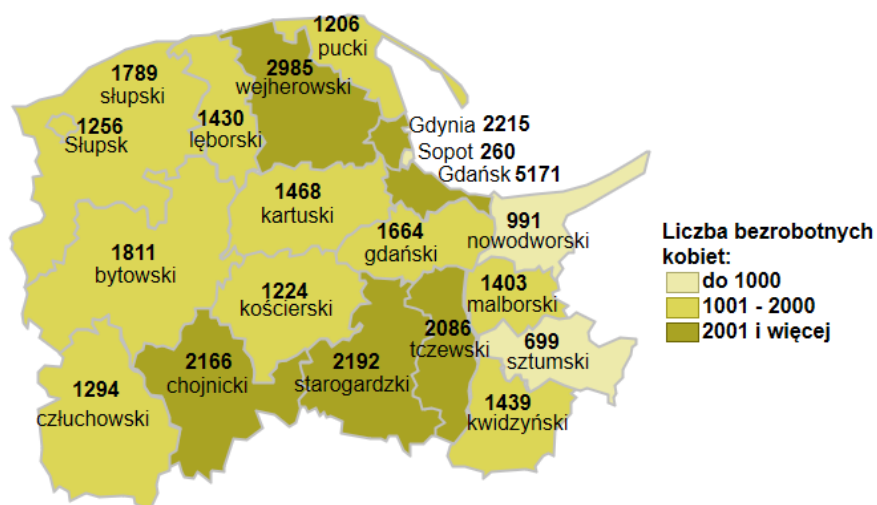 1206
pucki
2985
wejherowski
1789
słupski
1430
lęborski
1256
Słupsk
Gdynia 2215
Sopot 260
Gdańsk 5171
1468
kartuski
1664
gdański
991
nowodworski
1811
bytowski
1224
kościerski
1403
malborski
2086
tczewski
699
sztumski
2166
chojnicki
2192
starogardzki
1294
człuchowski
1439
kwidzyński
Liczba bezrobotnych
kobiet:
do 1000
1001 - 2000
2001 i więcej